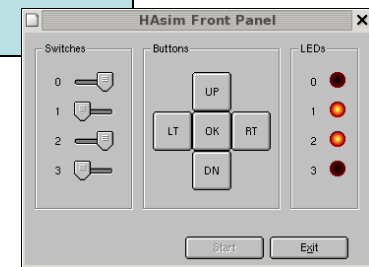 HAsim Front Panel
Switches
0
1
2
3
Buttons
UP
LT OK RT
DN
LEDs
0
1
2
3
Start Exit